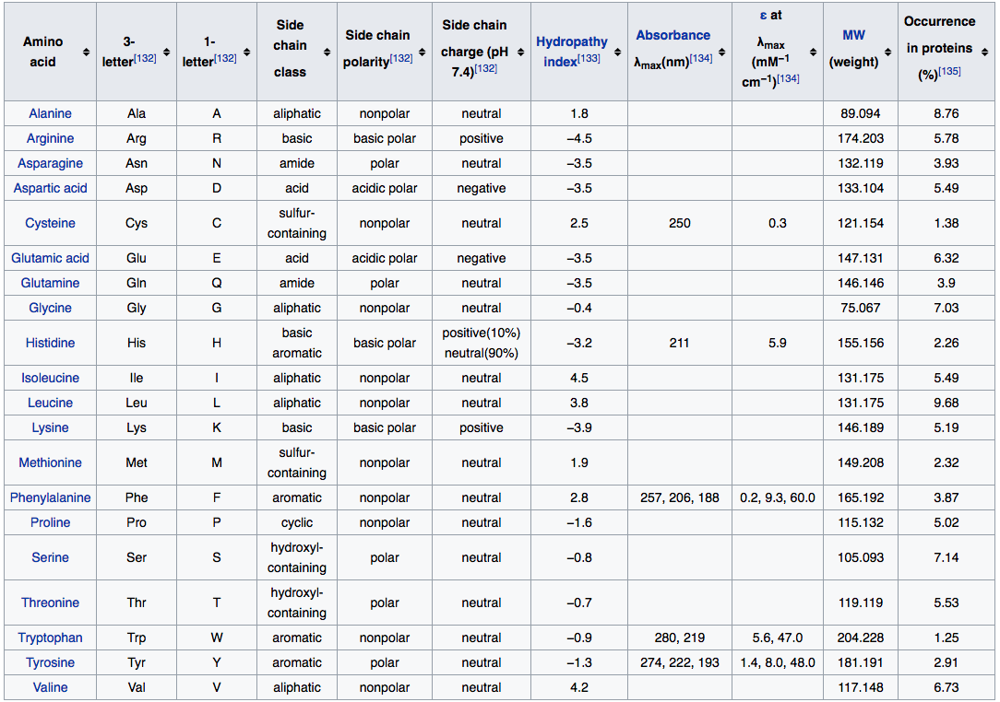 Amino acid 3-letter[132] 1-letter[132] Side chain class Side chain polarity[132] Side chain charge (pH 7.4)[132] Hydropathy index[133] Absorbance λmax(nm)[134] ε at λmax (mM−1 cm−1)[134] MW (weight) Occurrence in proteins (%)[135]
Alanine Ala A aliphatic nonpolar neutral 1.8 89.094 8.76
Arginine Arg R basic basic polar positive −4.5 174.203 5.78
Asparagine Asn N amide polar neutral −3.5 132.119 3.93
Aspartic acid Asp D acid acidic polar negative −3.5 133.104 5.49
Cysteine Cys C sulfur-containing nonpolar neutral 2.5 250 0.3 121.154 1.38
Glutamic acid Glu E acid acidic polar negative −3.5 147.131 6.32
Glutamine Gln Q amide polar neutral −3.5 146.146 3.9
Glycine Gly G aliphatic nonpolar neutral −0.4 75.067 7.03
Histidine His H basic aromatic basic polar positive(10%) neutral(90%) −3.2 211 5.9 155.156 2.26
Isoleucine Ile I aliphatic nonpolar neutral 4.5 131.175 5.49
Leucine Leu L aliphatic nonpolar neutral 3.8 131.175 9.68
Lysine Lys K basic basic polar positive −3.9 146.189 5.19
Methionine Met M sulfur-containing nonpolar neutral 1.9 149.208 2.32
Phenylalanine Phe F aromatic nonpolar neutral 2.8 257, 206, 188 0.2, 9.3, 60.0 165.192 3.87
Proline Pro P cyclic nonpolar neutral −1.6 115.132 5.02
Serine Ser S hydroxyl-containing polar neutral −0.8 105.093 7.14
Threonine Thr T hydroxyl-containing polar neutral −0.7 119.119 5.53
Tryptophan Trp W aromatic nonpolar neutral −0.9 280, 219 5.6, 47.0 204.228 1.25
Tyrosine Tyr Y aromatic polar neutral −1.3 274, 222, 193 1.4, 8.0, 48.0 181.191 2.91
Valine Val V aliphatic nonpolar neutral 4.2 117.148 6.73